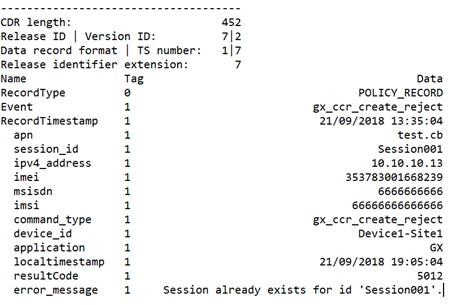 -----------------------------------
CDR length: 452
Release ID | Version ID: 7|2
Data record format | TS number: 1|7
Release identifier extension: 7
Name Tag Data
RecordType 0 POLICY_RECORD
Event 1 gx_ccr_create_reject
RecordTimestamp 1 21/09/2018 13:35:04
apn 1 test.cb
session_id 1 Session001
ipv4_address 1 10.10.10.13
imei 1 353783001668239
msisdn 1 6666666666
imsi 1 66666666666666
command_type 1 gx_ccr_create_reject
device_id 1 Device1-Site1
application 1 GX
localtimestamp 1 21/09/2018 19:05:04
resultCode 1 5012
error_message 1 Session already exists for id 'Session001'.